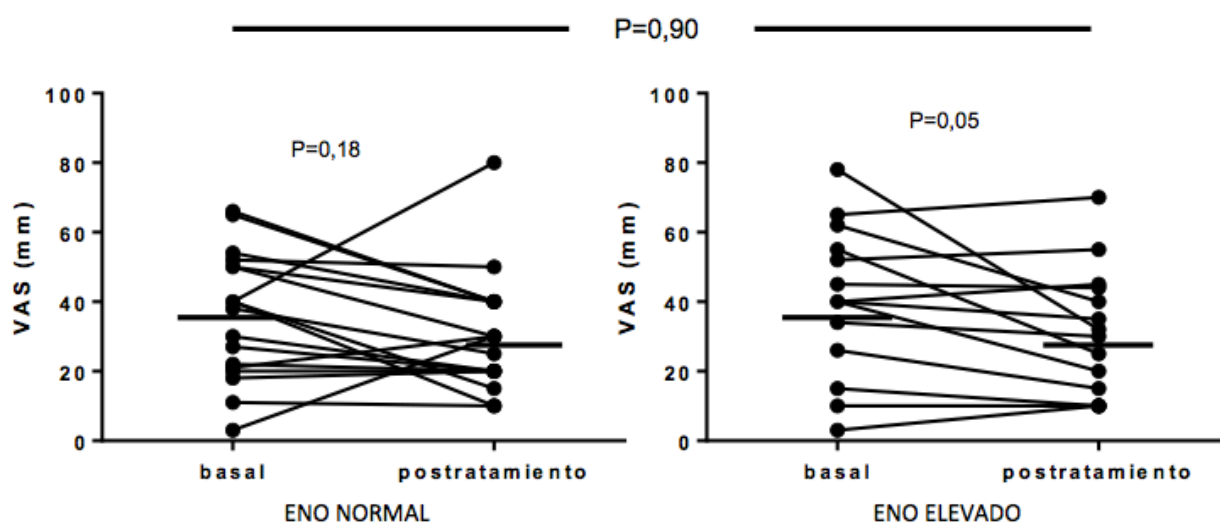 P=0,90
VAS (mm)
100
80
60
40
20
0
P=0,18
basal
postratamiento
ENO NORMAL
VAS (mm)
100
80
60
40
20
0
P=0,05
basal
postratamiento
ENO ELEVADO